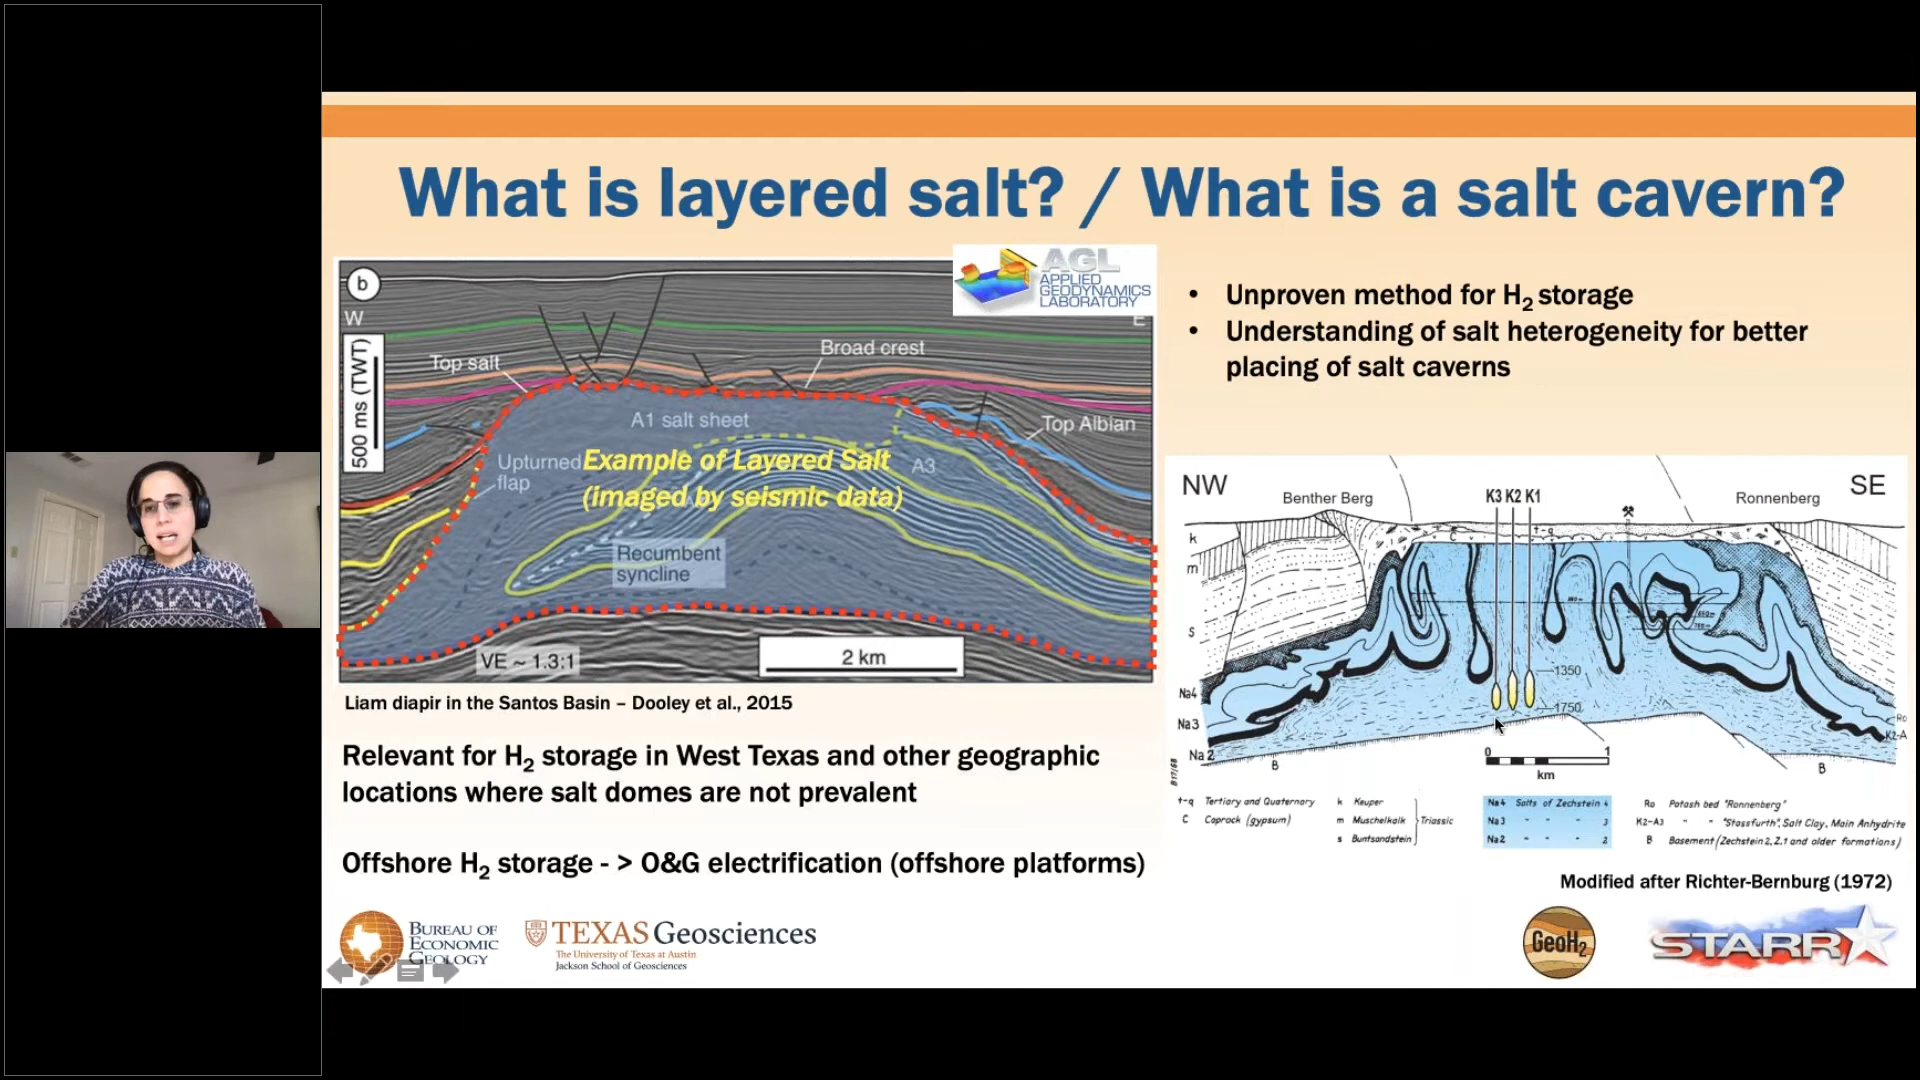 What is layered salt? / What is a salt cavern?
AGL
APPLIED
GEODYNAMICS
LABORATORY
b
W
E
500 ms (TWT)
Top salt
Broad crest
A1 salt sheet
Top Albian
Upturned
flap
Example of Layered Salt
(imaged by seismic data)
A3
Recumbent
syncline
VE ~ 1.3:1
2 km
Liam diapir in the Santos Basin – Dooley et al., 2015
Relevant for H2 storage in West Texas and other geographic
locations where salt domes are not prevalent
Offshore H2 storage - > O&G electrification (offshore platforms)
• Unproven method for H2 storage
• Understanding of salt heterogeneity for better
placing of salt caverns
NW
Benther Berg
K3 K2 K1
Ronnenberg
SE
k
m
s
C
t-q
1350
1750
Na4
Na3
Na2
B
B
Ro
K2-A
0 1
km
t-q Tertiary and Quaternary
C Caprock (gypsum)
k Keuper
m Muschelkalk
s Buntsandstein
Triassic
Na4 Salts of Zechstein 4
Na3 " " " 3
Na2 " " " 2
Ro Potash bed "Ronnenberg"
K2-A3 " " "Stassfurth", Salt Clay, Main Anhydrite
B Basement (Zechstein 2, Z.1 and older formations)
Modified after Richter-Bernburg (1972)
BUREAU OF
ECONOMIC
GEOLOGY
TEXAS Geosciences
The University of Texas at Austin
Jackson School of Geosciences
GeoH2
STARR